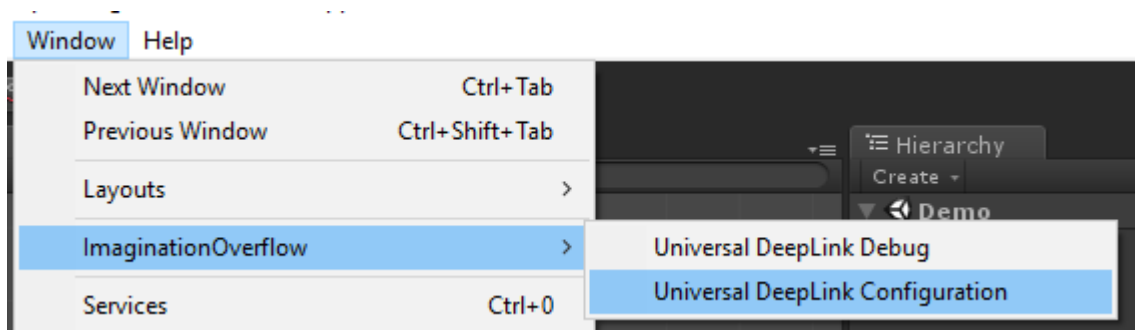 Window Help
Next Window Ctrl+Tab
Previous Window Ctrl+Shift+Tab
Layouts
ImaginationOverflow
Services Ctrl+0
Hierarchy
Create
Demo
Universal DeepLink Debug
Universal DeepLink Configuration